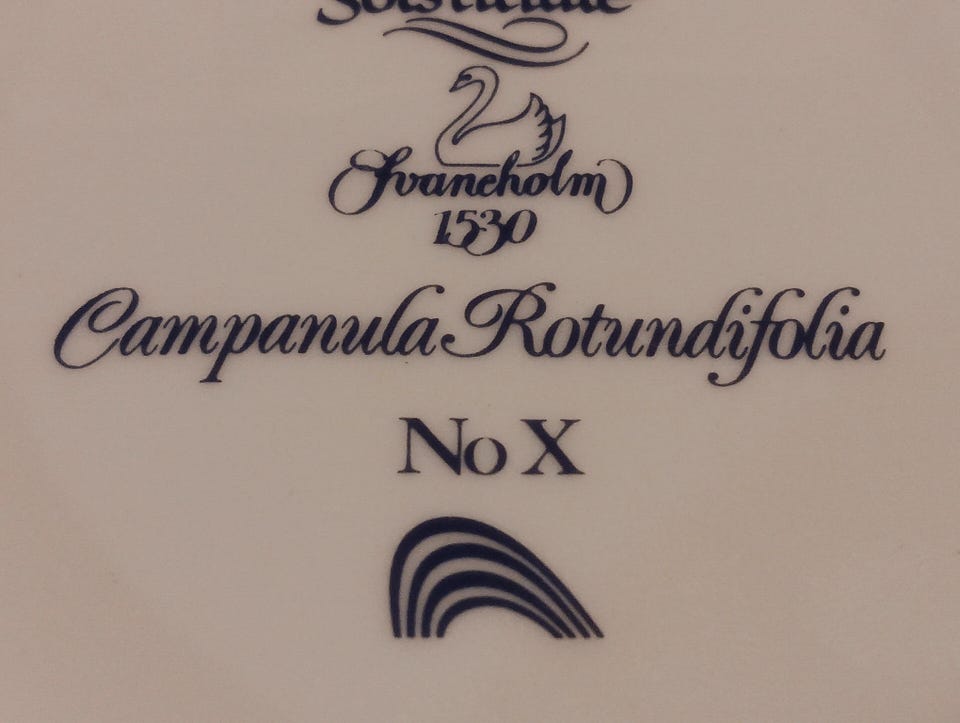 Svaneholm
1530
Campanula Rotundifolia
No X